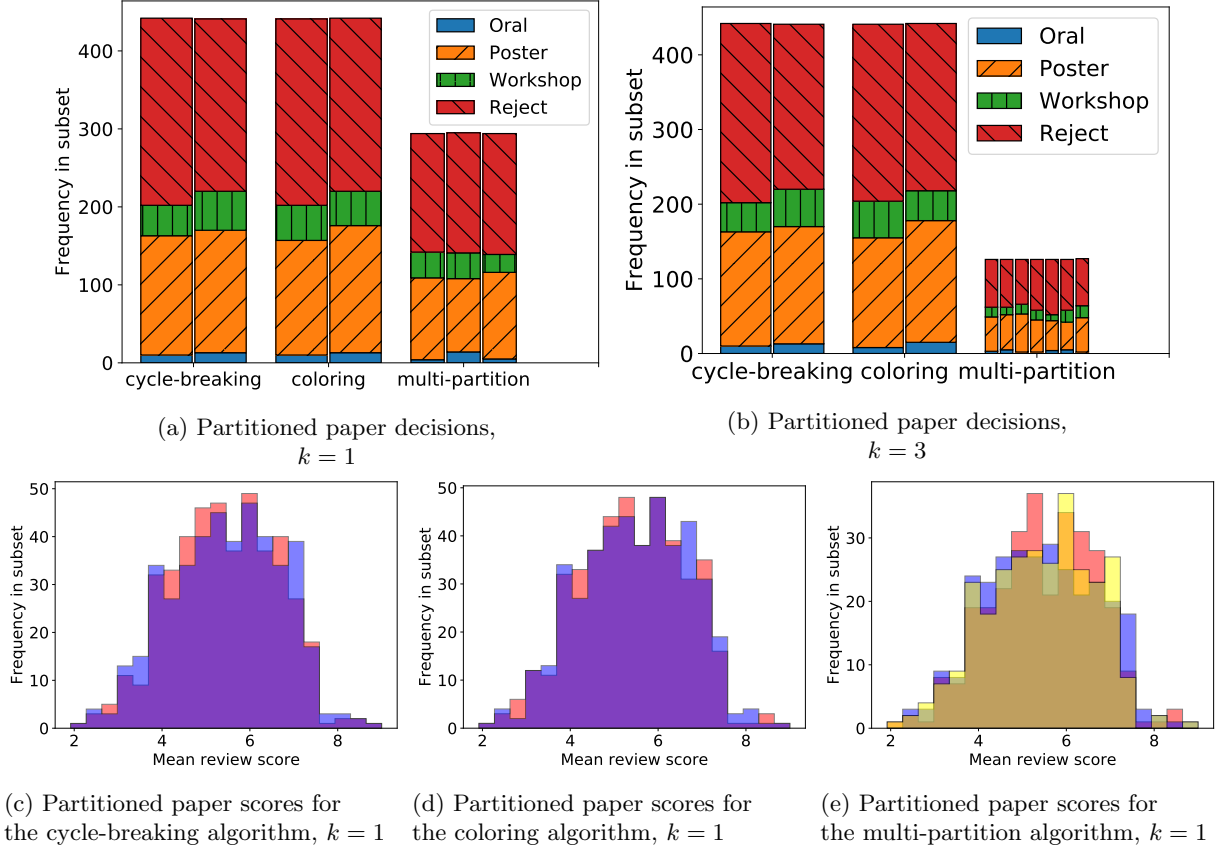 Frequency in subset
400
300
200
100
0
cycle-breaking
coloring
multi-partition
Oral
Poster
Workshop
Reject
(a) Partitioned paper decisions,
k = 1
Frequency in subset
400
300
200
100
0
cycle-breaking
coloring
multi-partition
Oral
Poster
Workshop
Reject
(b) Partitioned paper decisions,
k = 3
Frequency in subset
50
40
30
20
10
0
2
4
6
8
Mean review score
(c) Partitioned paper scores for
the cycle-breaking algorithm, k = 1
Frequency in subset
50
40
30
20
10
0
2
4
6
8
Mean review score
(d) Partitioned paper scores for
the coloring algorithm, k = 1
Frequency in subset
30
20
10
0
2
4
6
8
Mean review score
(e) Partitioned paper scores for
the multi-partition algorithm, k = 1